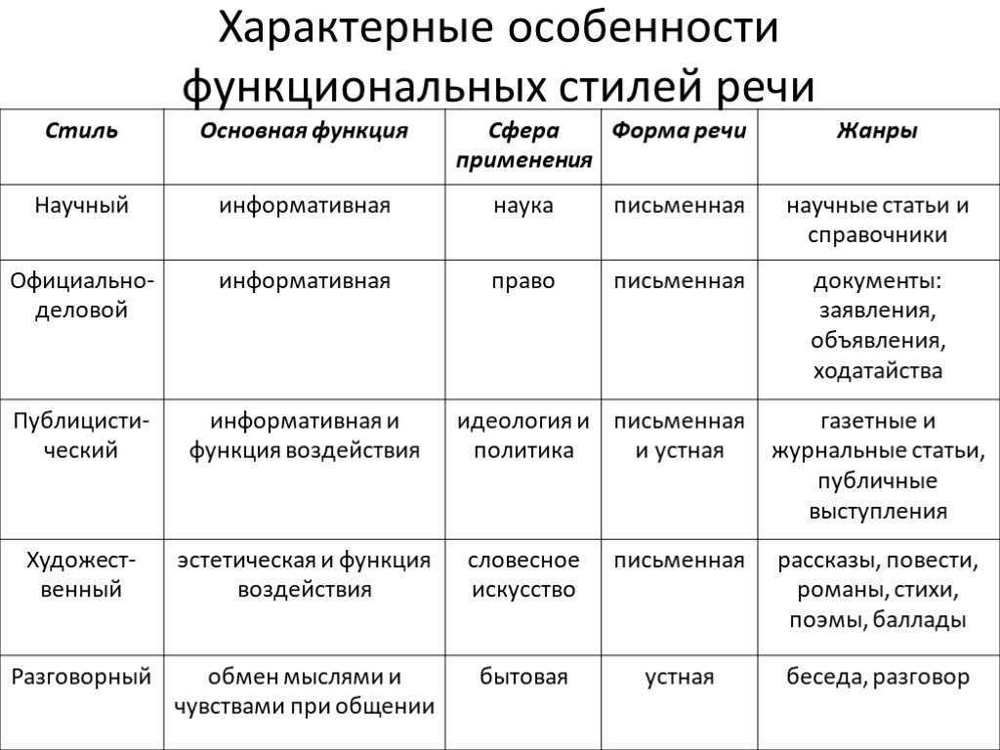 Характерные особенности
функциональных стилей речи
Стиль
Основная функция
Сфера
применения
Форма речи
Жанры
Научный
информативная
наука
письменная
научные статьи и
справочники
Официально-
деловой
информативная
право
письменная
документы:
заявления,
объявления,
ходатайства
Публицисти-
ческий
информативная и
функция воздействия
идеология и
политика
письменная
и устная
газетные и
журнальные статьи,
публичные
выступления
Художест-
венный
эстетическая и функция
воздействия
словесное
искусство
письменная
рассказы, повести,
романы, стихи,
поэмы, баллады
Разговорный
обмен мыслями и
чувствами при общении
бытовая
устная
беседа, разговор